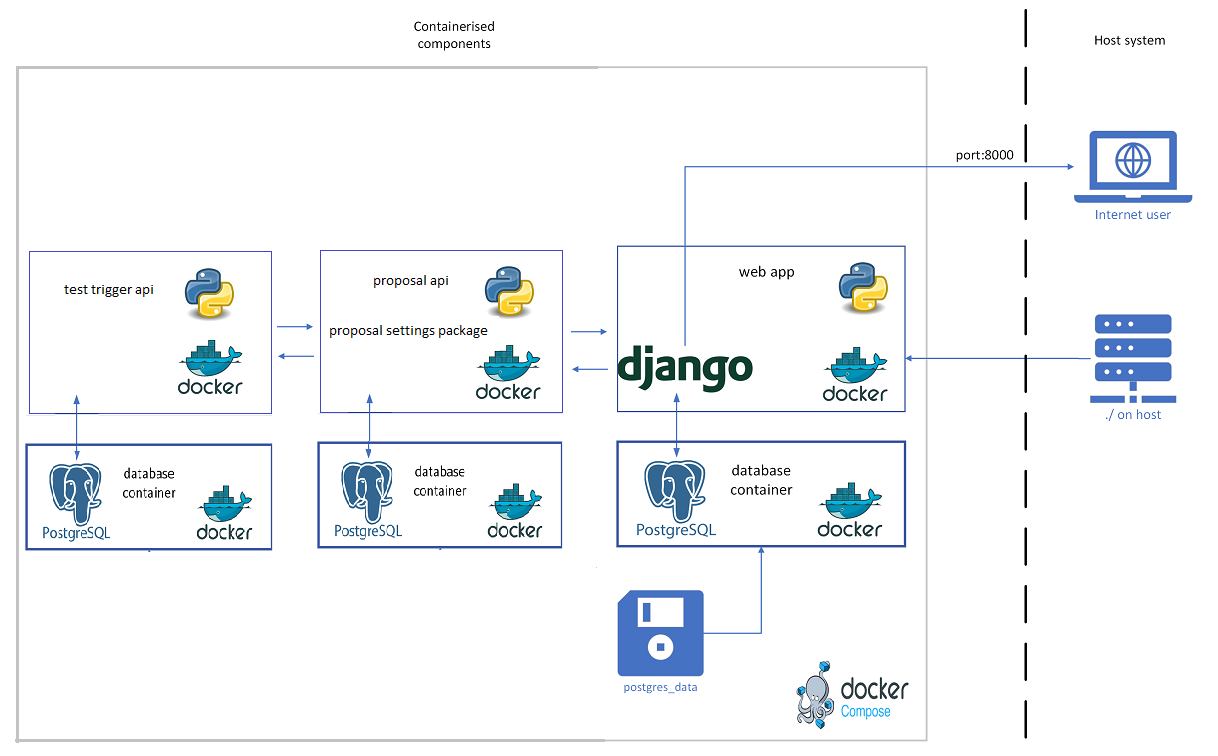 Containerised
components
Host system
port:8000
Internet user
test trigger api
docker
proposal api
proposal settings package
docker
web app
django
docker
./ on host
database
container
PostgreSQL
docker
database
container
PostgreSQL
docker
database
container
PostgreSQL
docker
postgres_data
docker
Compose